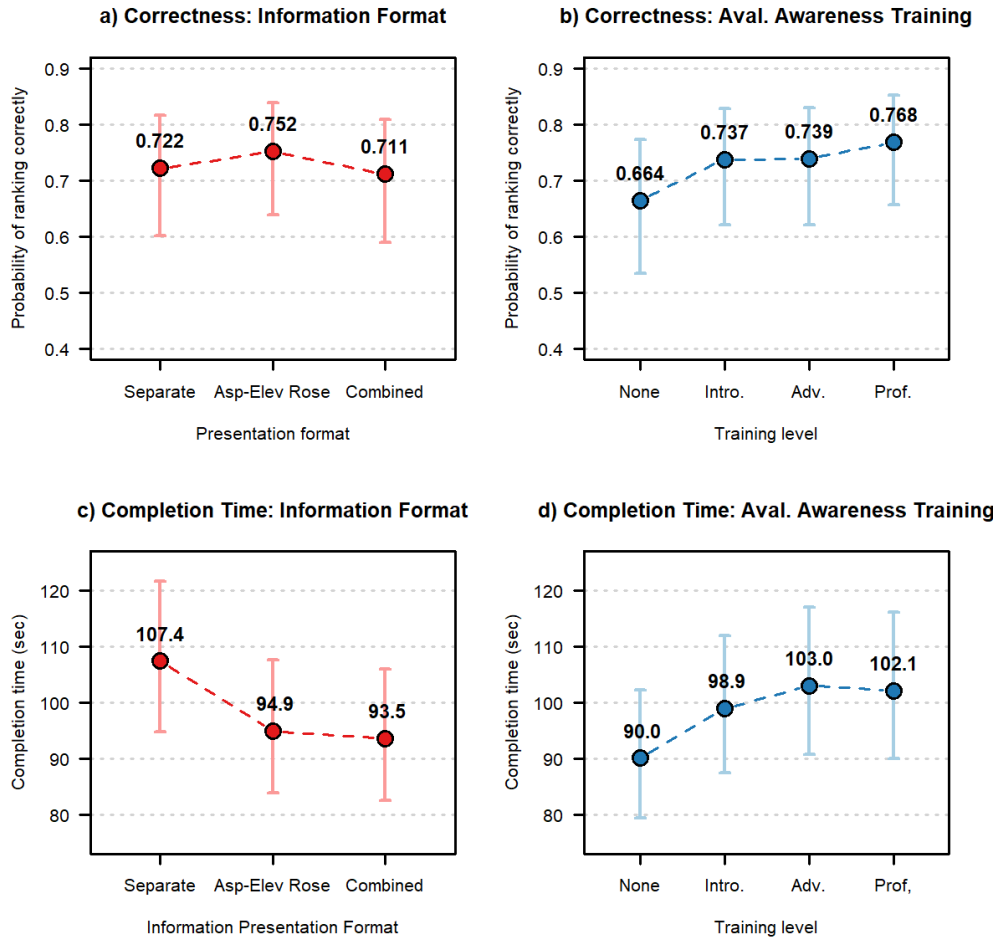 a) Correctness: Information Format
Probability of ranking correctly
0.9
0.8
0.7
0.6
0.5
0.4
0.722
0.752
0.711
Separate
Asp-Elev Rose
Combined
Presentation format
b) Correctness: Aval. Awareness Training
Probability of ranking correctly
0.9
0.8
0.7
0.6
0.5
0.4
0.664
0.737
0.739
0.768
None
Intro.
Adv.
Prof.
Training level
c) Completion Time: Information Format
Completion time (sec)
120
110
100
90
80
107.4
94.9
93.5
Separate
Asp-Elev Rose
Combined
Information Presentation Format
d) Completion Time: Aval. Awareness Training
Completion time (sec)
120
110
100
90
80
90.0
98.9
103.0
102.1
None
Intro.
Adv.
Prof,
Training level